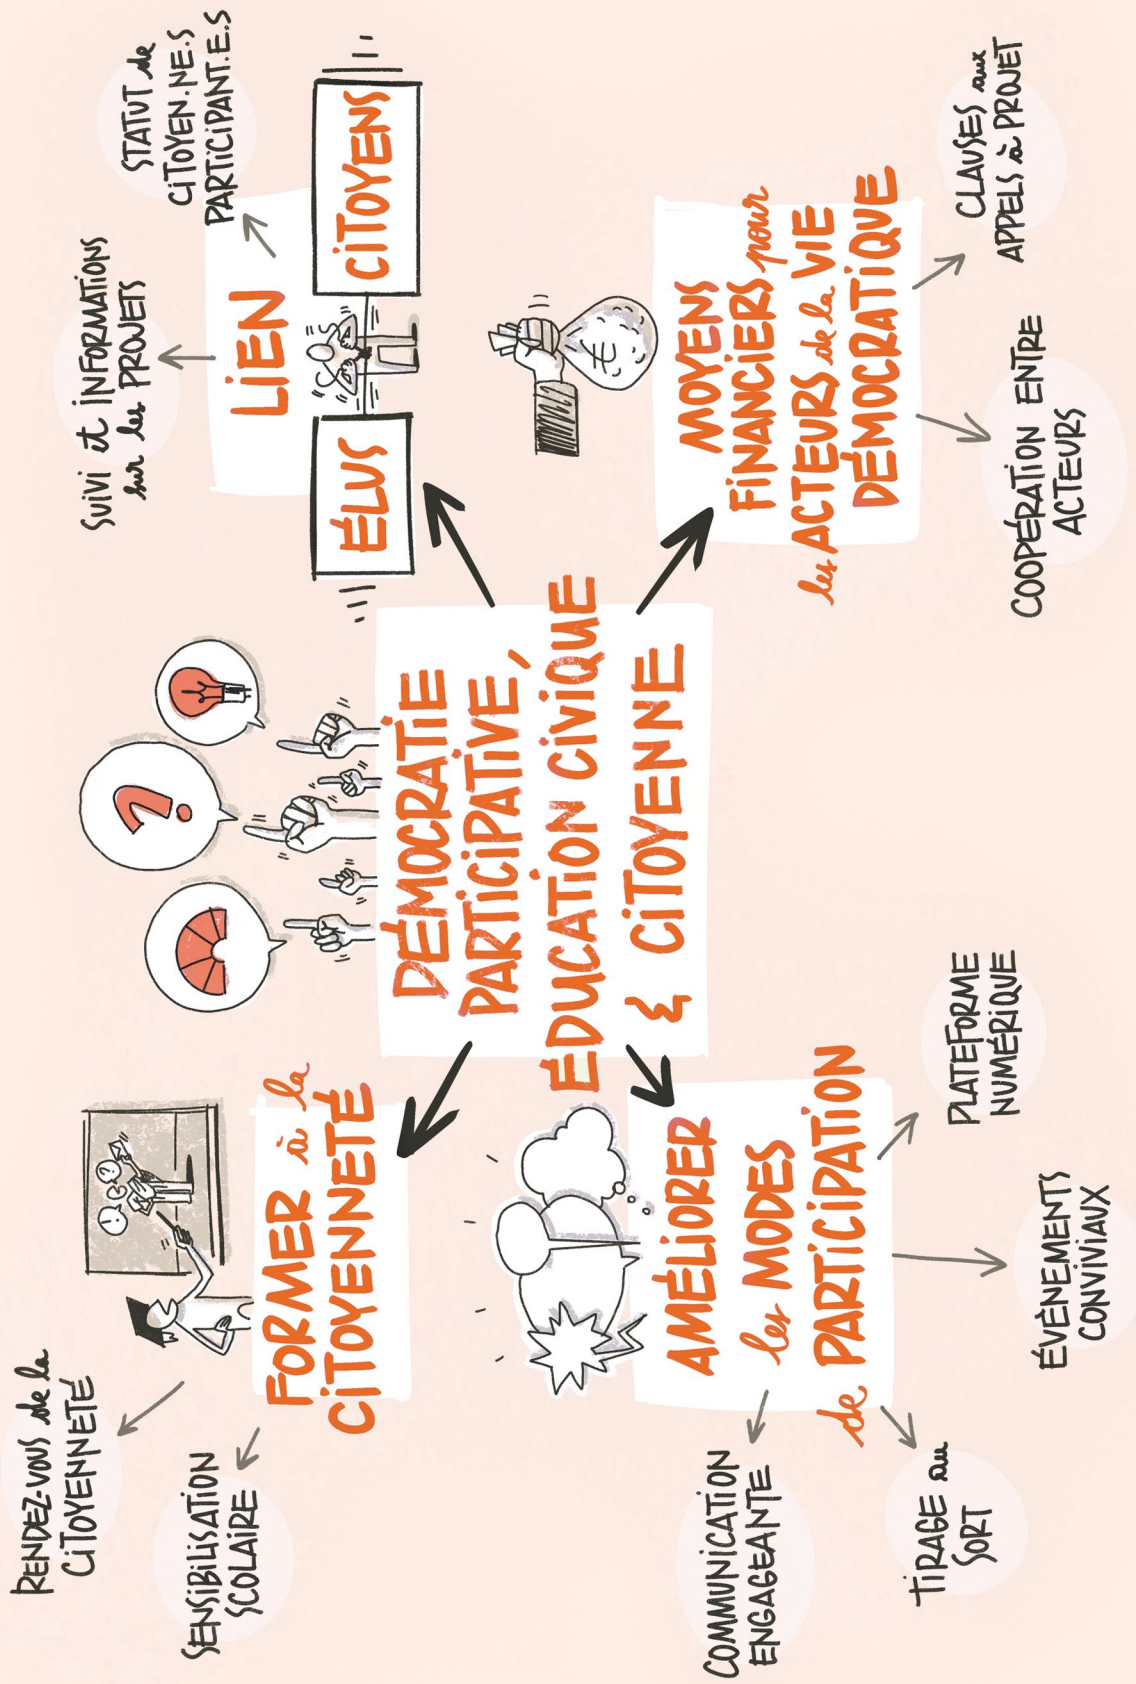 RENDEZ-VOUS de la
CiTOYENNETÉ
SENSiBiLiSATiON
SCOLAiRE
FORMER à la
CiTOYENNETÉ
SUiVi et iNFORMATiONS
sur les PROJETS
STATUT de
CiTOYEN.NE.S
PARTiCiPANT.E.S
LiEN
ÉLUS
CiTOYENS
?
DÉMOCRATiE
PARTiCiPATiVE,
ÉDUCATiON CiViQUE
& CiTOYENNE
AMÉLiORER
les MODES
de PARTiCiPATiON
COMMUNiCATiON
ENGAGEANTE
TiRAGE au
SORT
ÉVÉNEMENTS
CONViViAUX
PLATEFORME
NUMÉRiQUE
€
MOYENS
FiNANCiERS pour
les ACTEURS de la ViE
DÉMOCRATiQUE
COOPÉRATiON ENTRE
ACTEURS
CLAUSES aux
APPELS à PROJET